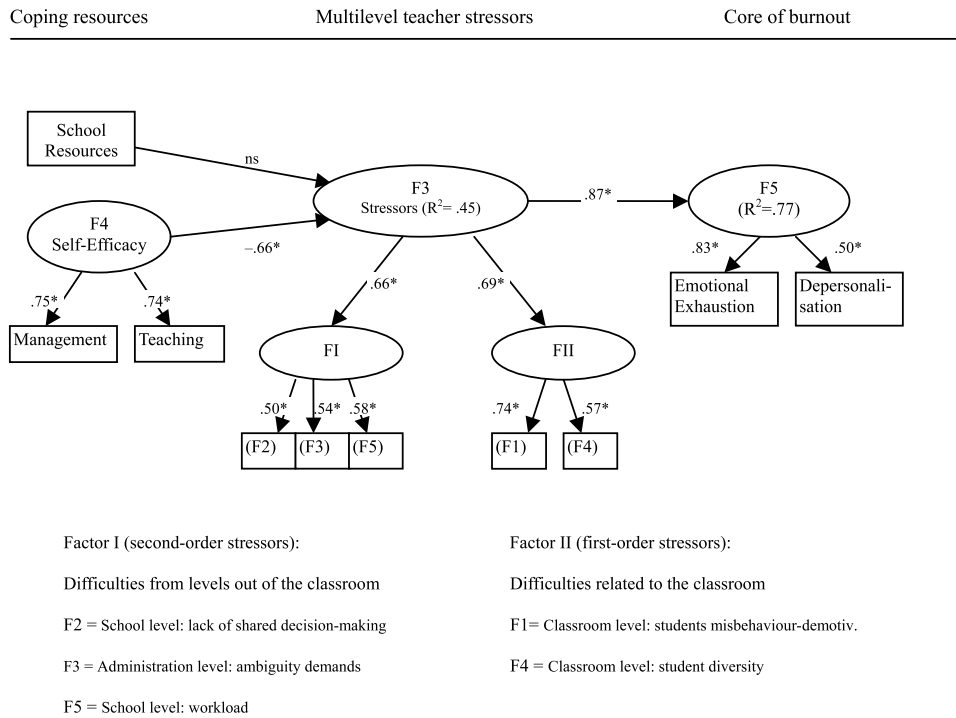 Coping resources Multilevel teacher stressors Core of burnout
School
Resources
ns
F3
Stressors (R²= .45)
.87*
F5
(R²=.77)
F4
Self-Efficacy
–.66*
.83*
.50*
.75*
.74*
.66*
.69*
Emotional
Exhaustion
Depersonali-
sation
Management
Teaching
FI
FII
.50*
.54*
.58*
.74*
.57*
(F2)
(F3)
(F5)
(F1)
(F4)
Factor I (second-order stressors):
Difficulties from levels out of the classroom
F2 = School level: lack of shared decision-making
F3 = Administration level: ambiguity demands
F5 = School level: workload
Factor II (first-order stressors):
Difficulties related to the classroom
F1= Classroom level: students misbehaviour-demotiv.
F4 = Classroom level: student diversity